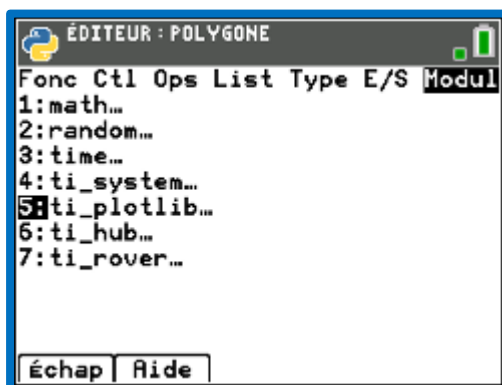 ÉDITEUR : POLYGONE
Fonc Ctl Ops List Type E/S Modul
1:math…
2:random…
3:time…
4:ti_system…
5:ti_plotlib…
6:ti_hub…
7:ti_rover…
Échap Aide